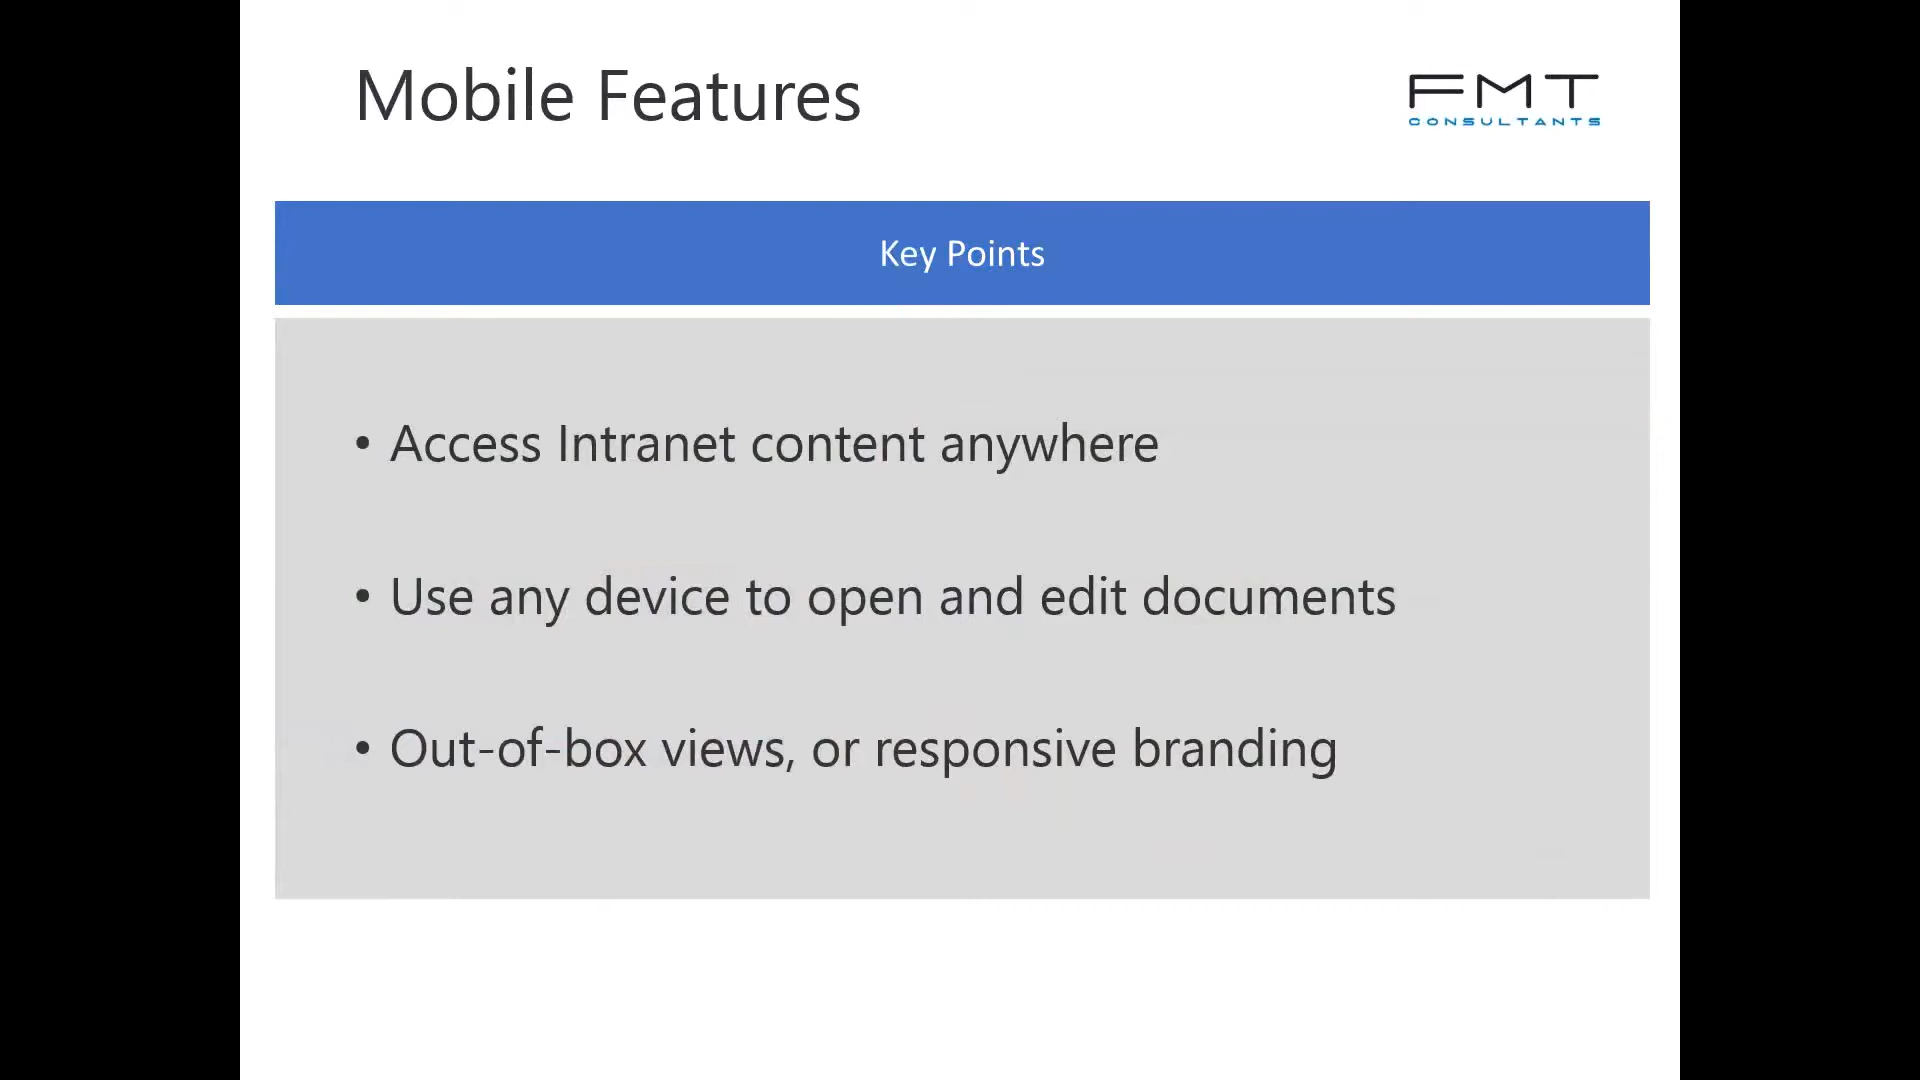 Mobile Features
FMT
CONSULTANTS
Key Points
• Access Intranet content anywhere
• Use any device to open and edit documents
• Out-of-box views, or responsive branding